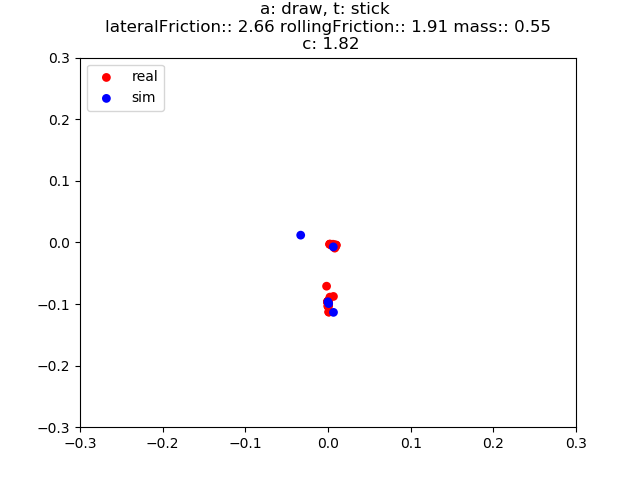 a: draw, t: stick
lateralFriction:: 2.66 rollingFriction:: 1.91 mass:: 0.55
c: 1.82
real
sim
0.3
0.2
0.1
0.0
−0.1
−0.2
−0.3
−0.3
−0.2
−0.1
0.0
0.1
0.2
0.3